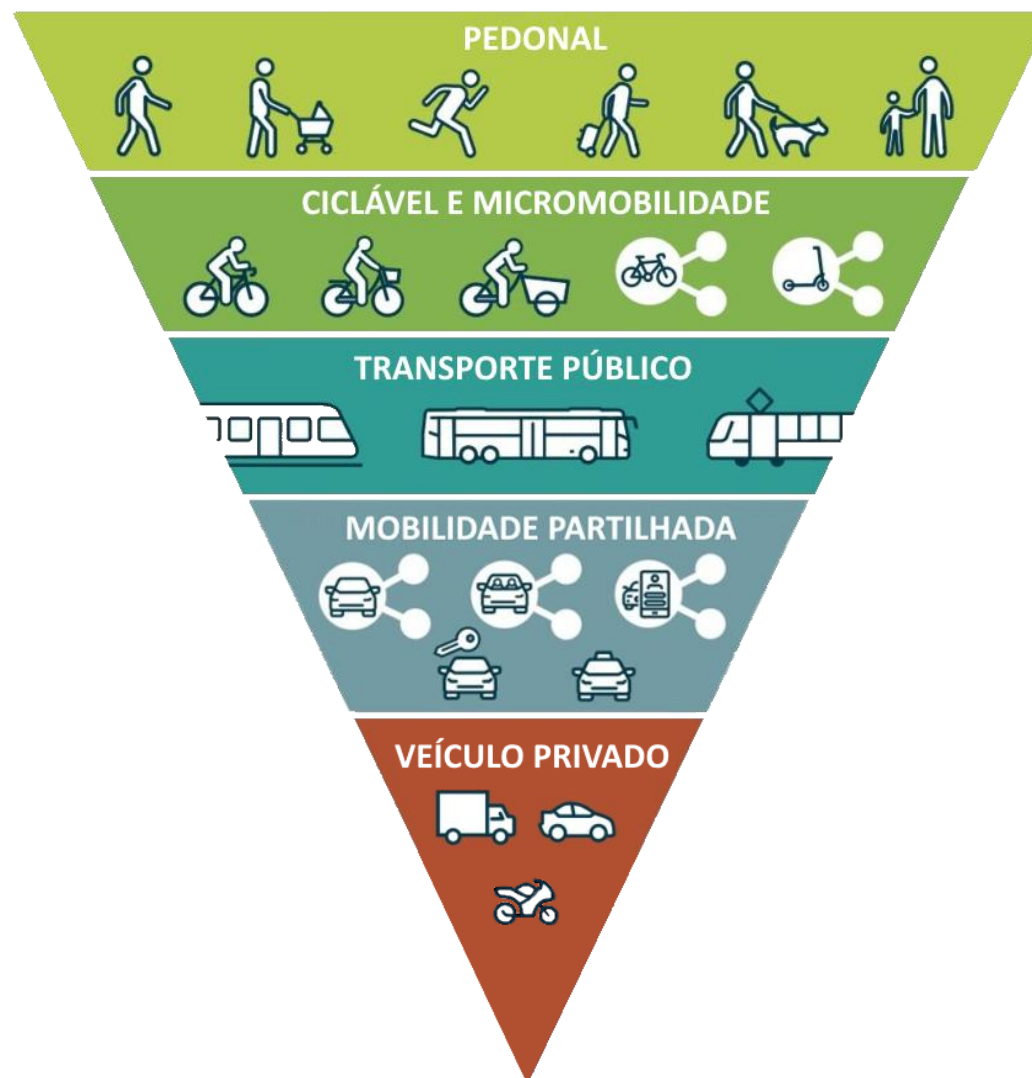 PEDONAL
CICLÁVEL E MICROMOBILIDADE
TRANSPORTE PÚBLICO
MOBILIDADE PARTILHADA
VEÍCULO PRIVADO